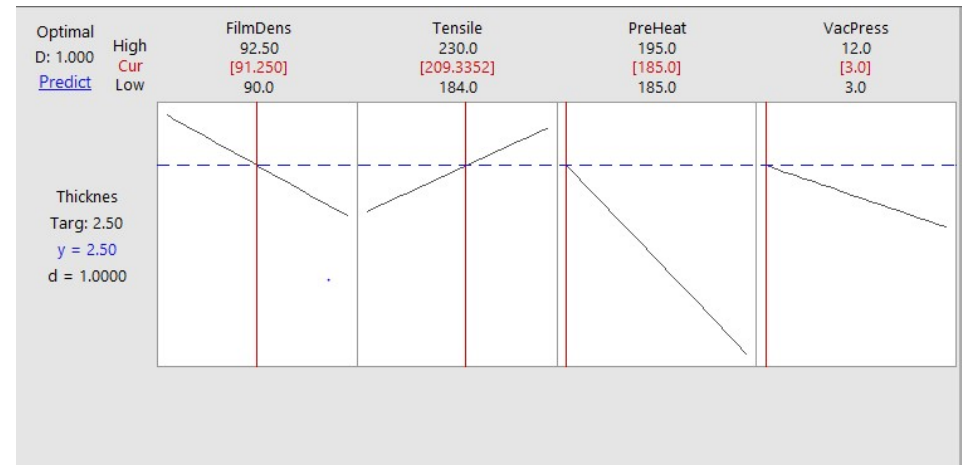 Optimal
D: 1.000
Predict
High
Cur
Low
FilmDens
92.50
[91.250]
90.0
Tensile
230.0
[209.3352]
184.0
PreHeat
195.0
[185.0]
185.0
VacPress
12.0
[3.0]
3.0
Thicknes
Targ: 2.50
y = 2.50
d = 1.0000